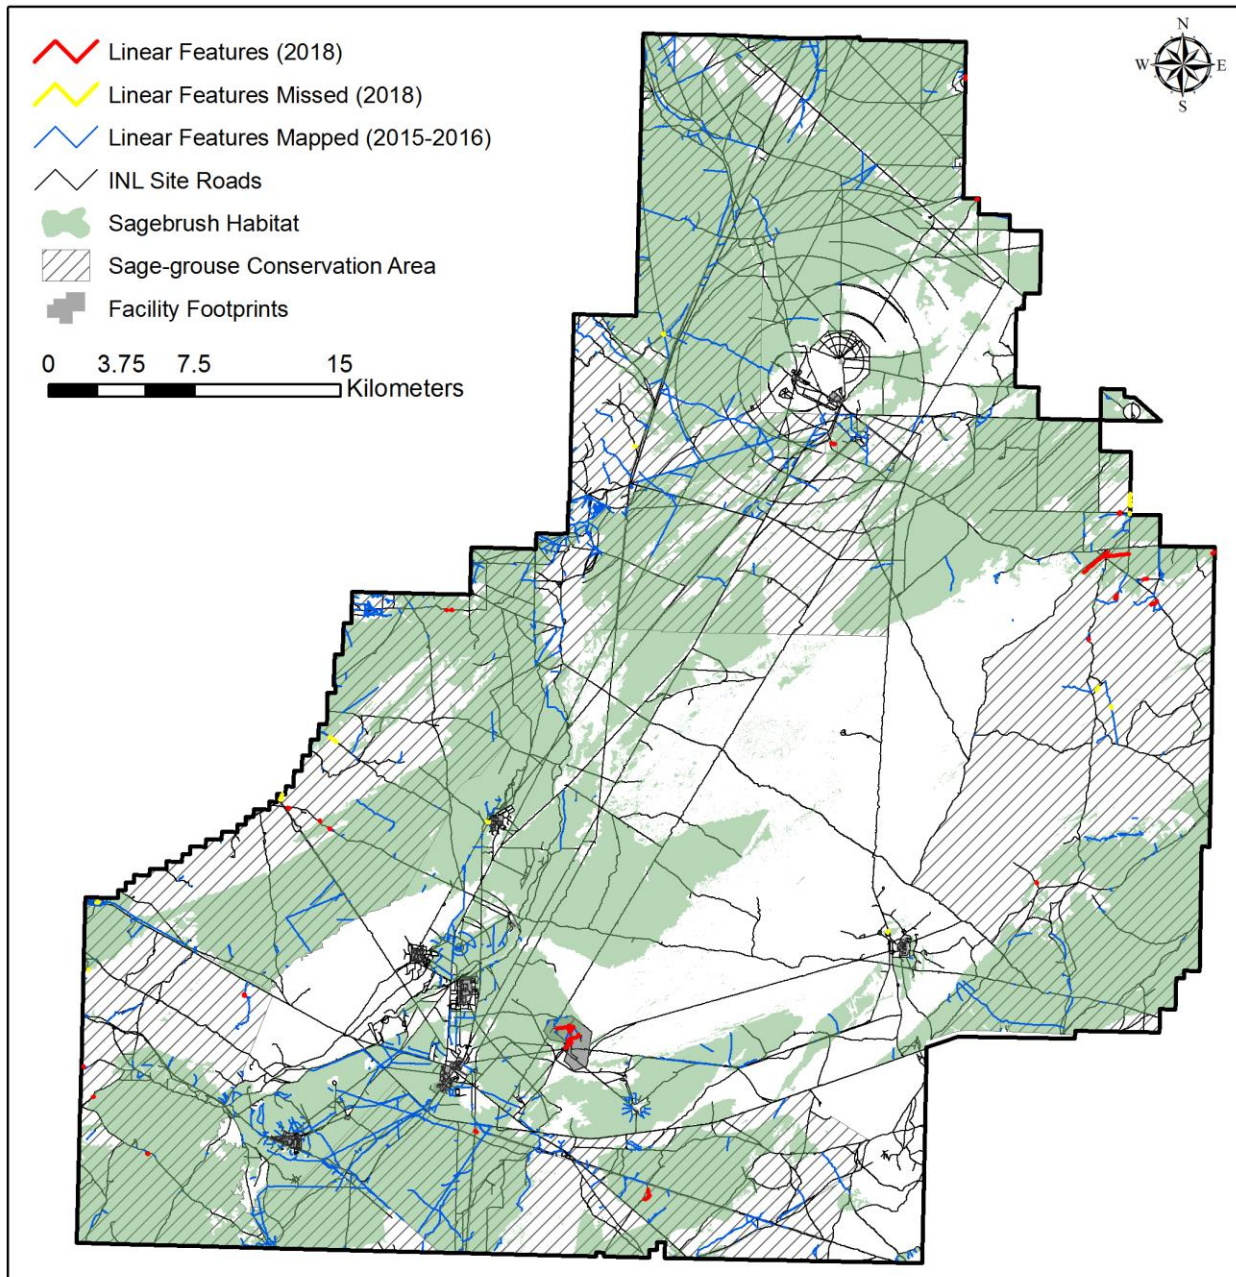 Linear Features (2018)
Linear Features Missed (2018)
Linear Features Mapped (2015-2016)
INL Site Roads
Sagebrush Habitat
Sage-grouse Conservation Area
Facility Footprints
0 3.75 7.5 15
Kilometers
N
W E
S